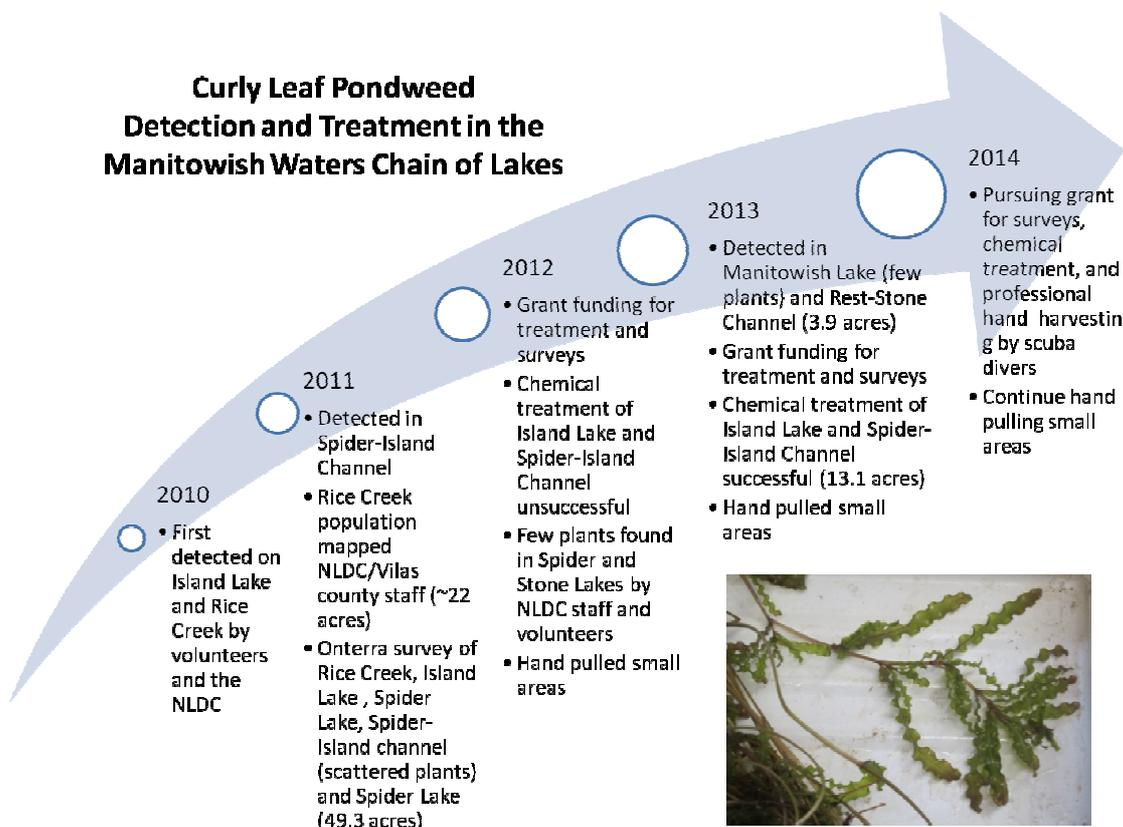 Curly Leaf Pondweed
Detection and Treatment in the
Manitowish Waters Chain of Lakes
2010
• First
detected on
Island Lake
and Rice
Creek by
volunteers
and the
NLDC
2011
• Detected in
Spider-Island
Channel
• Rice Creek
population
mapped
NLDC/Vilas
county staff (~22
acres)
• Onterra survey of
Rice Creek, Island
Lake , Spider
Lake, Spider-
Island channel
(scattered plants)
and Spider Lake
(49.3 acres)
2012
• Grant funding for
treatment and
surveys
• Chemical
treatment of
Island Lake and
Spider-Island
Channel
unsuccessful
• Few plants found
in Spider and
Stone Lakes by
NLDC staff and
volunteers
• Hand pulled small
areas
2013
• Detected in
Manitowish Lake (few
plants) and Rest-Stone
Channel (3.9 acres)
• Grant funding for
treatment and surveys
• Chemical treatment of
Island Lake and Spider-
Island Channel
successful (13.1 acres)
• Hand pulled small
areas
2014
• Pursuing grant
for surveys,
chemical
treatment, and
professional
hand harvestin
g by scuba
divers
• Continue hand
pulling small
areas